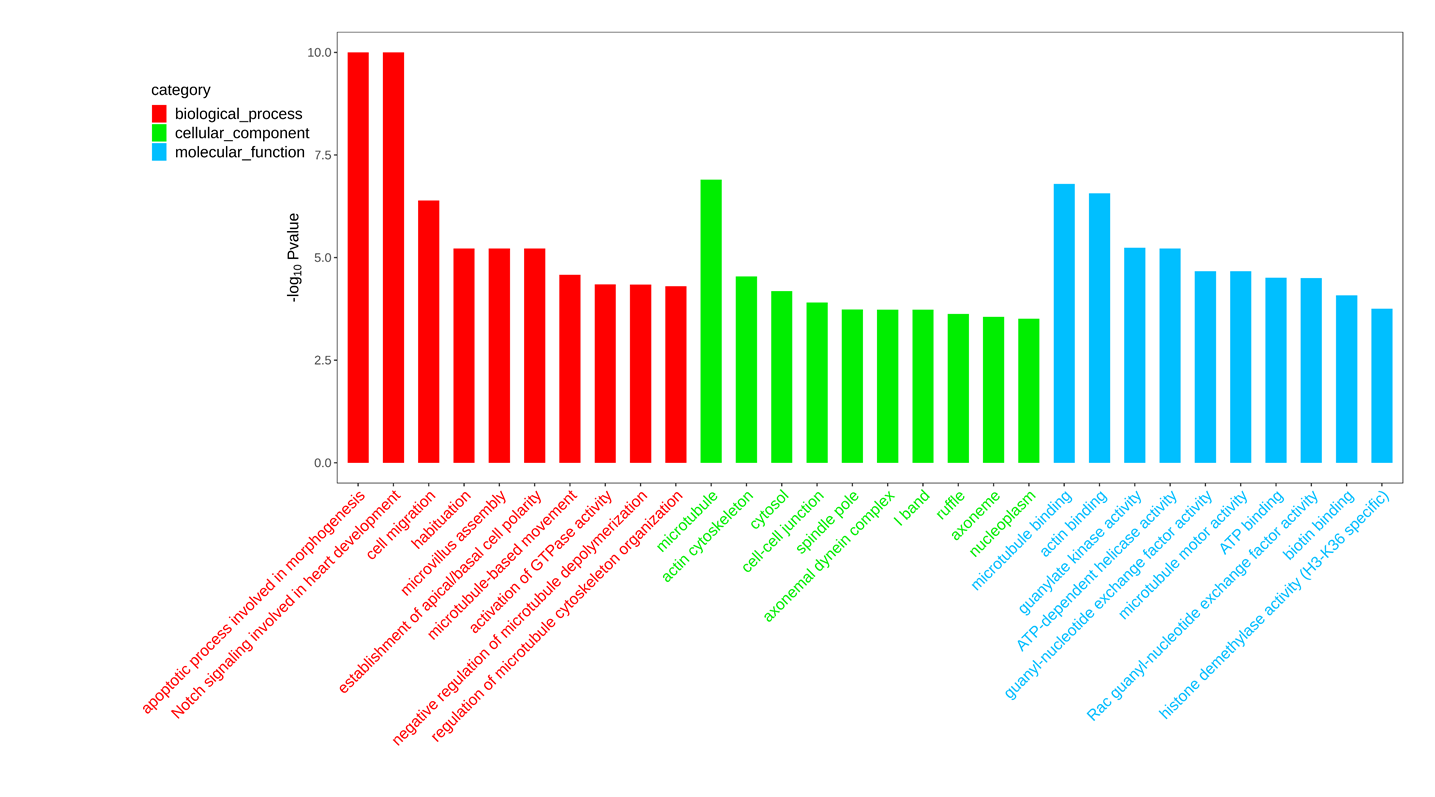 category
biological_process
cellular_component
molecular_function
-log10 Pvalue
10.0
7.5
5.0
2.5
0.0
apoptotic process involved in morphogenesis
Notch signaling involved in heart development
cell migration
habituation
microvillus assembly
establishment of apical/basal cell polarity
microtubule-based movement
activation of GTPase activity
negative regulation of microtubule depolymerization
regulation of microtubule cytoskeleton organization
microtubule
actin cytoskeleton
cytosol
cell-cell junction
spindle pole
axonemal dynein complex
I band
ruffle
axoneme
nucleoplasm
microtubule binding
actin binding
guanylate kinase activity
ATP-dependent helicase activity
guanyl-nucleotide exchange factor activity
microtubule motor activity
ATP binding
Rac guanyl-nucleotide exchange factor activity
biotin binding
histone demethylase activity (H3-K36 specific)